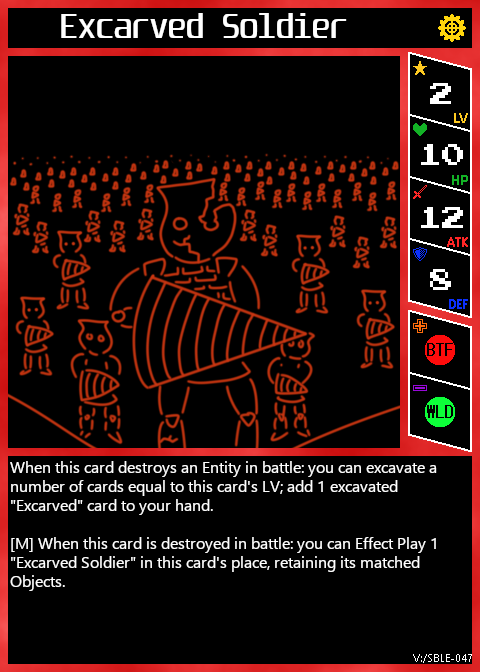 Excarved Soldier
2
LV
10
HP
12
ATK
8
DEF
BTF
WLD
When this card destroys an Entity in battle: you can excavate a
number of cards equal to this card's LV; add 1 excavated
"Excarved" card to your hand.
[M] When this card is destroyed in battle: you can Effect Play 1
"Excarved Soldier" in this card's place, retaining its matched
Objects.
V:/SBLE-047